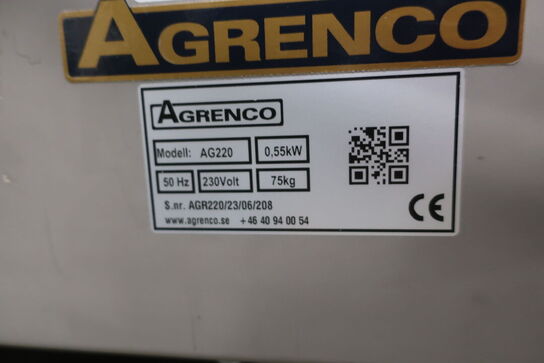 AGRENCO
AGRENCO
Modell: AG220 0,55kW
50 Hz 230Volt 75kg
S.nr. AGR220/23/06/208
www.agrenco.se +46 40 94 00 54
CE